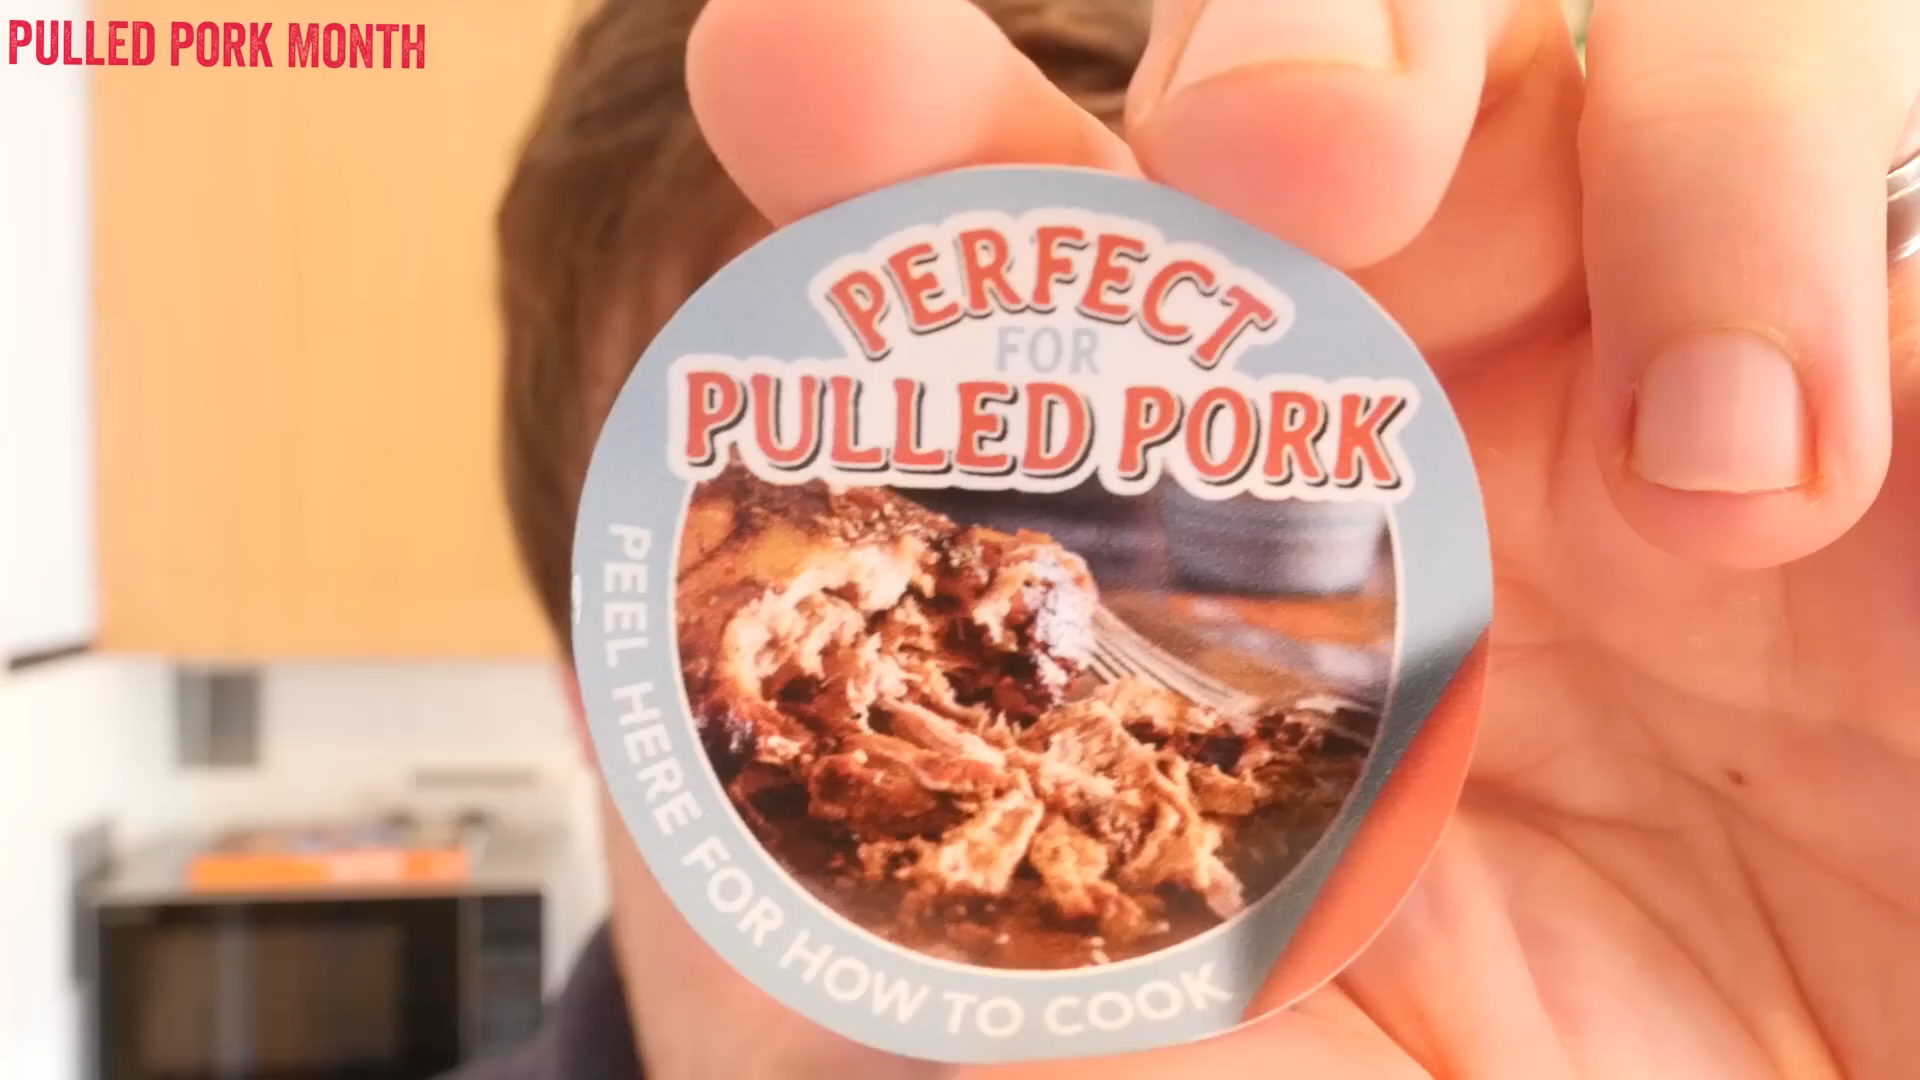 PULLED PORK MONTH
PERFECT
FOR
PULLED PORK
PEEL HERE FOR HOW TO COOK